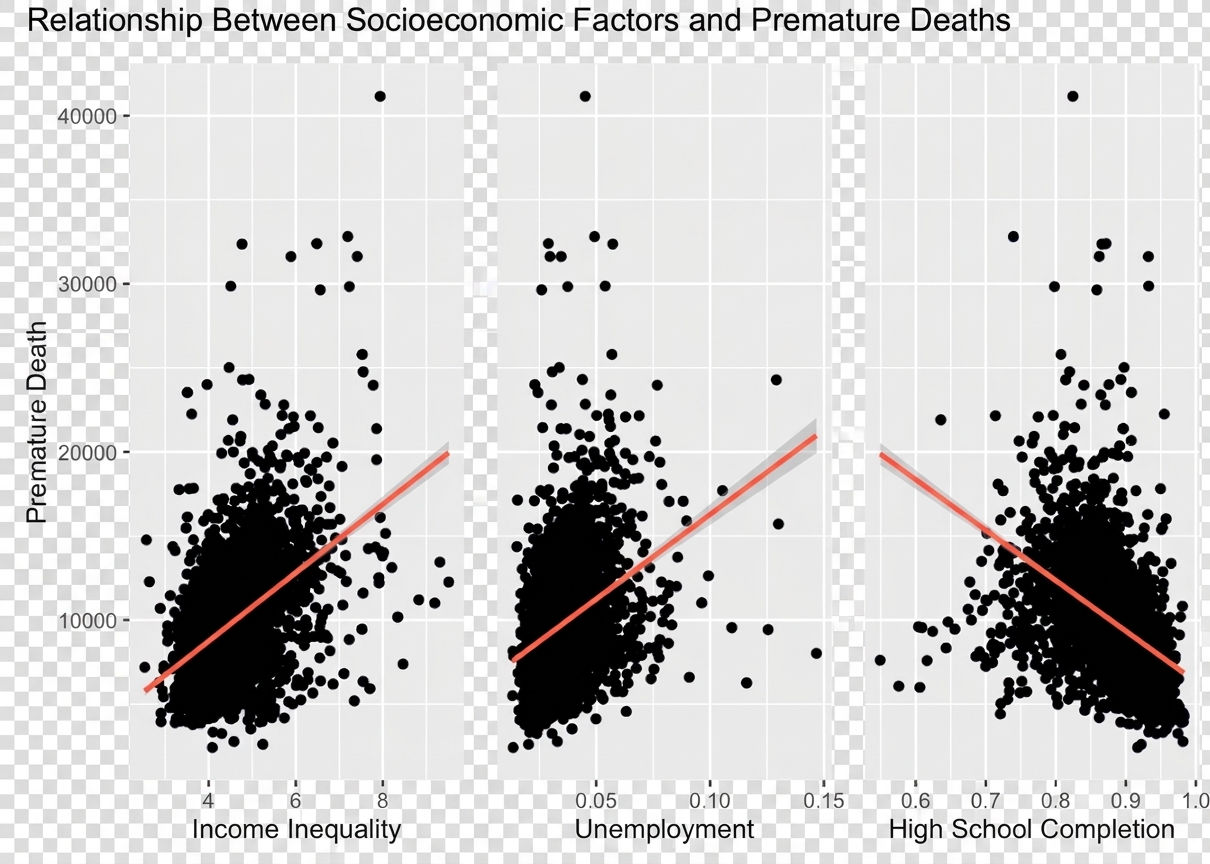 Relationship Between Socioeconomic Factors and Premature Deaths
Premature Death
40000
30000
20000
10000
4 6 8
0.05 0.10 0.15
0.6 0.7 0.8 0.9 1.0
Income Inequality
Unemployment
High School Completion